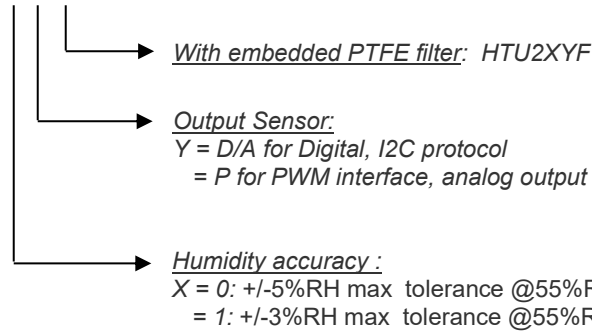 With embedded PTFE filter: HTU2XYF
Output Sensor:
Y = D/A for Digital, I2C protocol
= P for PWM interface, analog output
Humidity accuracy :
X = 0: +/-5%RH max tolerance @55%
= 1: +/-3%RH max tolerance @55%